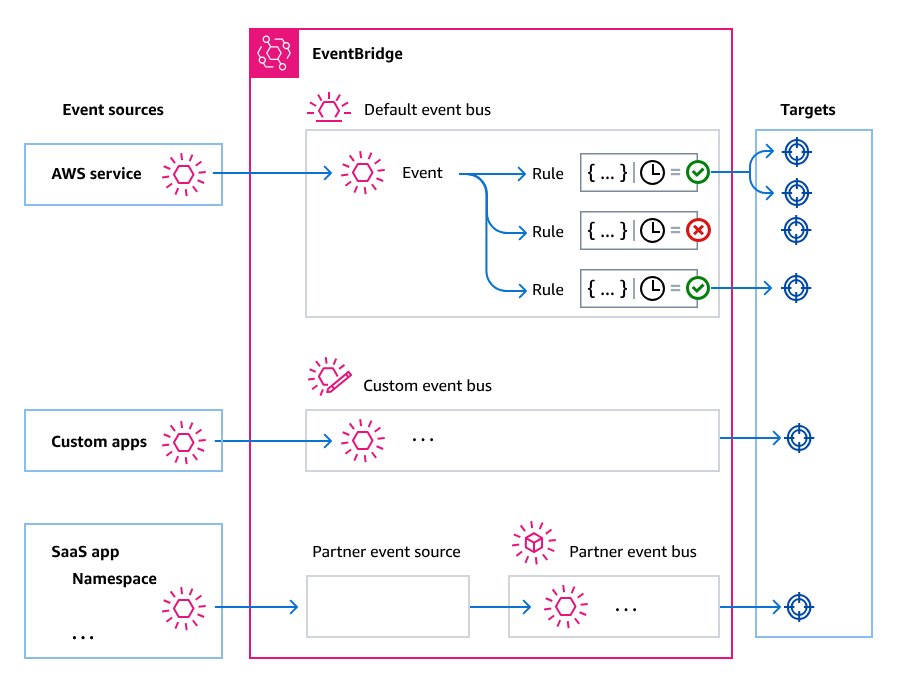 EventBridge
Event sources
Default event bus
Targets
AWS service
Event
Rule
{ ... } | =
Rule
{ ... } | =
Rule
{ ... } | =
Custom event bus
Custom apps
...
SaaS app
Partner event source
Partner event bus
Namespace
...
...